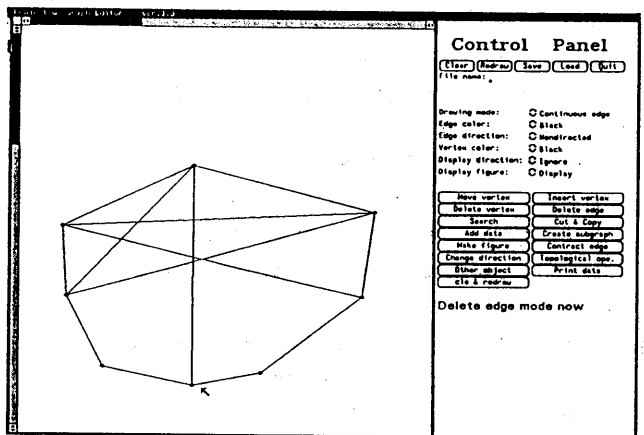 Control Panel
Clear Redraw Save Load Quit
file name:
Drawing mode: Continuous edge
Edge color: Black
Edge direction: Nondirected
Vertex color: Black
Display direction: Ignore
Display figure: Display
Move vertex Insert vertex
Delete vertex Delete edge
Search Cut & Copy
Add data Create subgraph
Make figure Contract edge
Change direction Topological ope.
Other object Print data
cls & redraw
Delete edge mode now